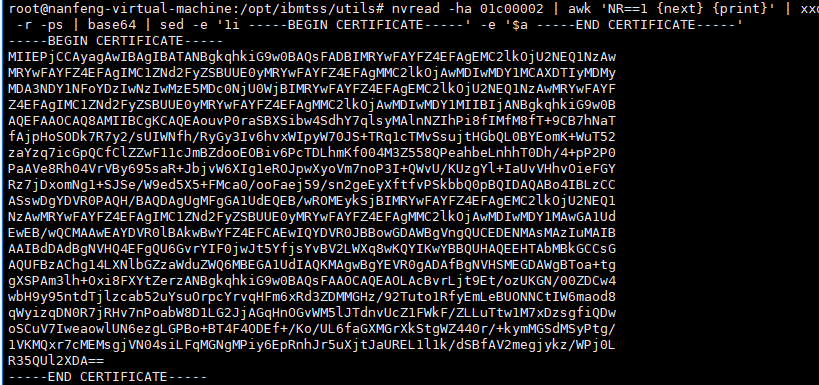 root@nanfeng-virtual-machine:/opt/ibmtss/utils# nvread -ha 01c00002 | awk 'NR==1 {next} {print}' | xxd
 -r -ps | base64 | sed -e '1i -----BEGIN CERTIFICATE-----' -e '$a -----END CERTIFICATE-----'
-----BEGIN CERTIFICATE-----
MIIEPjCCAyagAwIBAgIBATANBgkqhkiG9w0BAQsFADBIMRYwFAYFZ4EFAgEMC2lkOjU2NEQ1NzAw
MRYwFAYFZ4EFAgIMC1ZNd2FyZSBUUE0yMRYwFAYFZ4EFAgMMC2lkOjAwMDIwMDY1MCAXDTIyMDMy
MDA3NDY1NFoYDzIwNzIwMzE5MDc0NjU0WjBIMRYwFAYFZ4EFAgEMC2lkOjU2NEQ1NzAwMRYwFAYF
Z4EFAgIMC1ZNd2FyZSBUUE0yMRYwFAYFZ4EFAgMMC2lkOjAwMDIwMDY1MIIBIjANBgkqhkiG9w0B
AQEFAAOCAQ8AMIIBCgKCAQEAouvP0raSBXSibw4SdhY7qlsyMAlnNZIhPi8fIMfM8fT+9CB7hNaT
fAjpHoSODk7R7y2/sUIWNfh/RyGy3Iv6hvxWIpyW70JS+TRq1cTMvSsujtHGbQL0BYEomK+WuT52
zaYzq7icGpQCfClZZwF11cJmBZdooEOBiv6PcTDLhmKf004M3Z558QPeahbeLnhhT0Dh/4+pP2P0
PaAVe8Rh04VrVBy695saR+JbjvW6XIg1eROJpwXyoVm7noP3I+QWvU/KUzgYl+IaUvVHhvOieFGY
Rz7jDxomNg1+SJSe/W9ed5X5+FMca0/ooFaej59/sn2geEyXftfvPSkbbQ0pBQIDAQABo4IBLzCC
ASswDgYDVR0PAQH/BAQDAgUgMFgGA1UdEQEB/wROMEykSjBIMRYwFAYFZ4EFAgEMC2lkOjU2NEQ1
NzAwMRYwFAYFZ4EFAgIMC1ZNd2FyZSBUUE0yMRYwFAYFZ4EFAgMMC2lkOjAwMDIwMDY1MAwGA1Ud
EwEB/wQCMAAwEAYDVR0lBAkwBwYFZ4EFCAEwIQYDVR0JBBowGDAWBgVngQUCEDENMAsMAzIuMAIB
AAIBdDAdBgNVHQ4EFgQU6GvrYIF0jwJt5YfjsYvBV2LWXq8wKQYIKwYBBQUHAQEEHTAbMBkGCCsG
AQUFBzAChg14LXNlbGZzaWduZWQ6MBEGA1UdIAQKMAgwBgYEVR0gADAfBgNVHSMEGDAWgBToa+tg
gXSPAm3lh+Oxi8FXYtZerzANBgkqhkiG9w0BAQsFAAOCAQEAOLAcBvrLjt9Et/ozUKGN/00ZDCw4
wbH9y95ntdTjlzcab52uYsuOrpcYrvqHFm6xRd3ZDMMGHz/92Tuto1RfyEmLeBUONNCtIW6maod8
qWyizqDN0R7jRHv7nPoabW8D1LG2JjAGqHnOGvWM5lJTdnvUcZ1FWkF/ZLLuTtw1M7xDzsgfiQDw
oSCuV7IweaowlUN6ezgLGPBo+BT4F4ODEf+/Ko/UL6faGXMGrXkStgWZ440r/+kymMGSdMSyPtg/
1VKMQxr7cMEMsgjVN04siLFqMGNgMPiy6EpRnhJr5uXjtJaUREL1l1k/dSBfAV2megjykz/WPj0L
R35QUl2XDA==
-----END CERTIFICATE-----